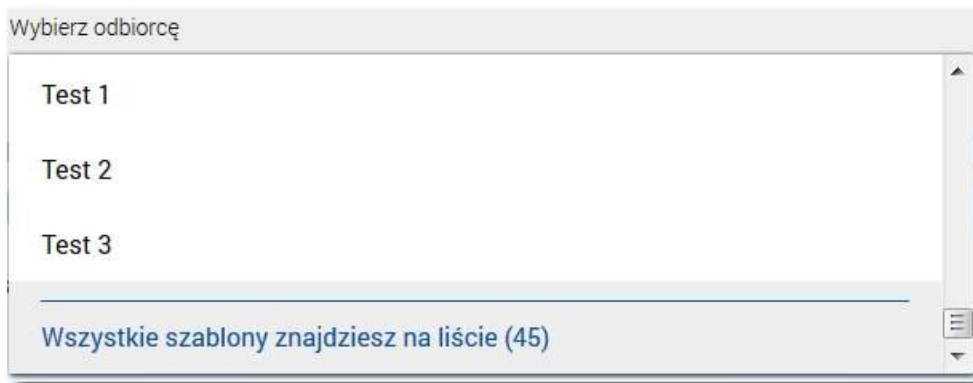 Wybierz odbiorcę
Test 1
Test 2
Test 3
Wszystkie szablony znajdziesz na liście (45)